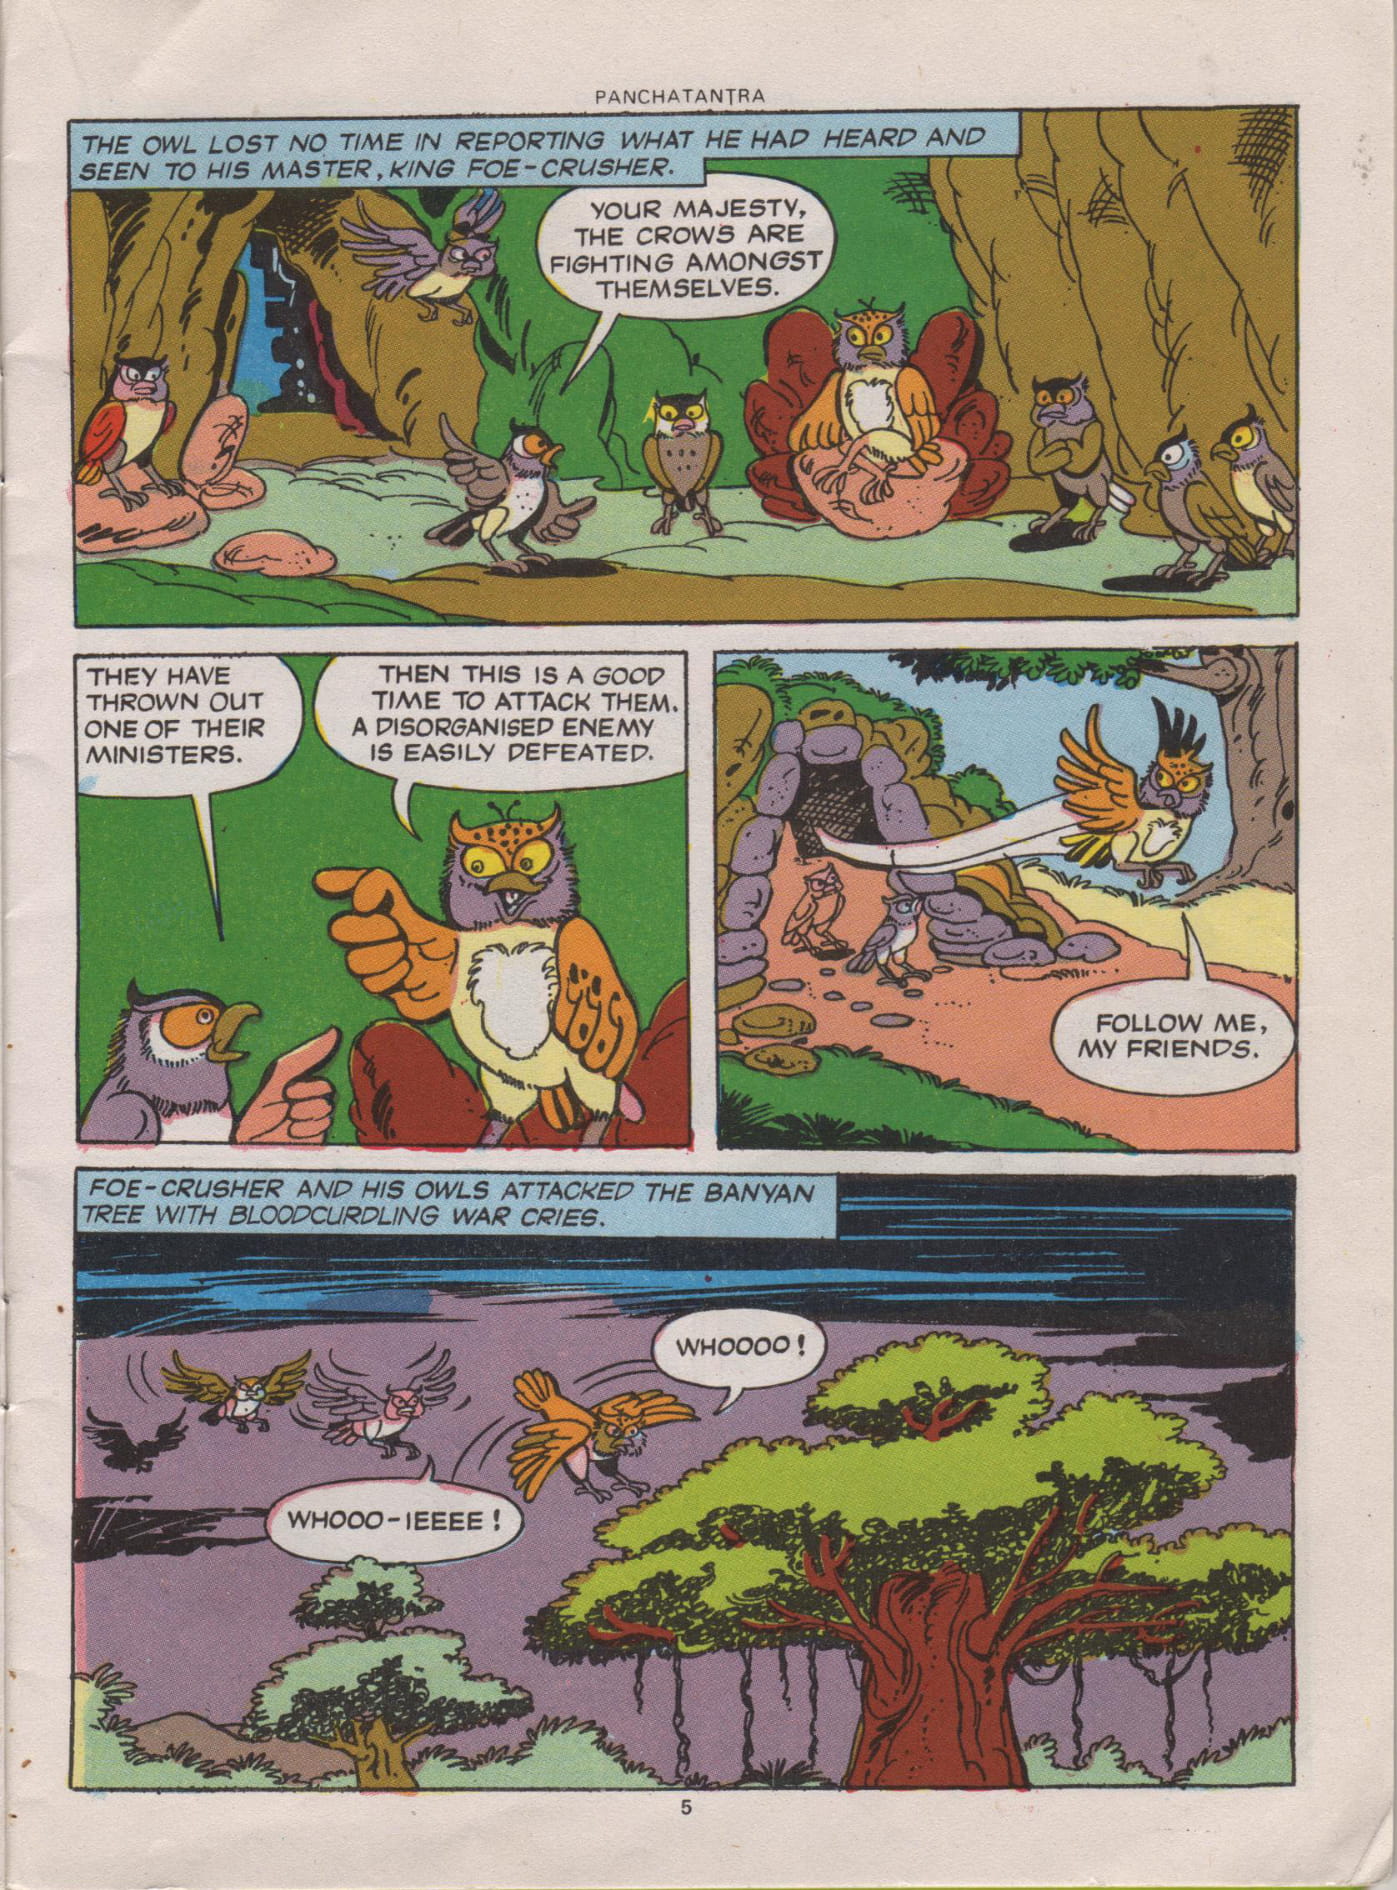 PANCHATANTRA
THE OWL LOST NO TIME IN REPORTING WHAT HE HAD HEARD AND
SEEN TO HIS MASTER, KING FOE-CRUSHER.
YOUR MAJESTY,
THE CROWS ARE
FIGHTING AMONGST
THEMSELVES.
THEY HAVE
THROWN OUT
ONE OF THEIR
MINISTERS.
THEN THIS IS A GOOD
TIME TO ATTACK THEM.
A DISORGANISED ENEMY
IS EASILY DEFEATED.
FOLLOW ME,
MY FRIENDS.
FOE-CRUSHER AND HIS OWLS ATTACKED THE BANYAN
TREE WITH BLOODCURDLING WAR CRIES.
WHOOOO!
WHOOO-IEEEE!
5